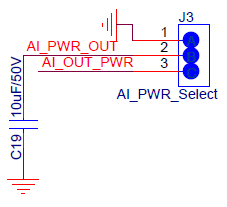 J3
1
A
AI_PWR_OUT
2
B
AI_OUT_PWR
3
C
AI_PWR_Select
10uF/50V
C19